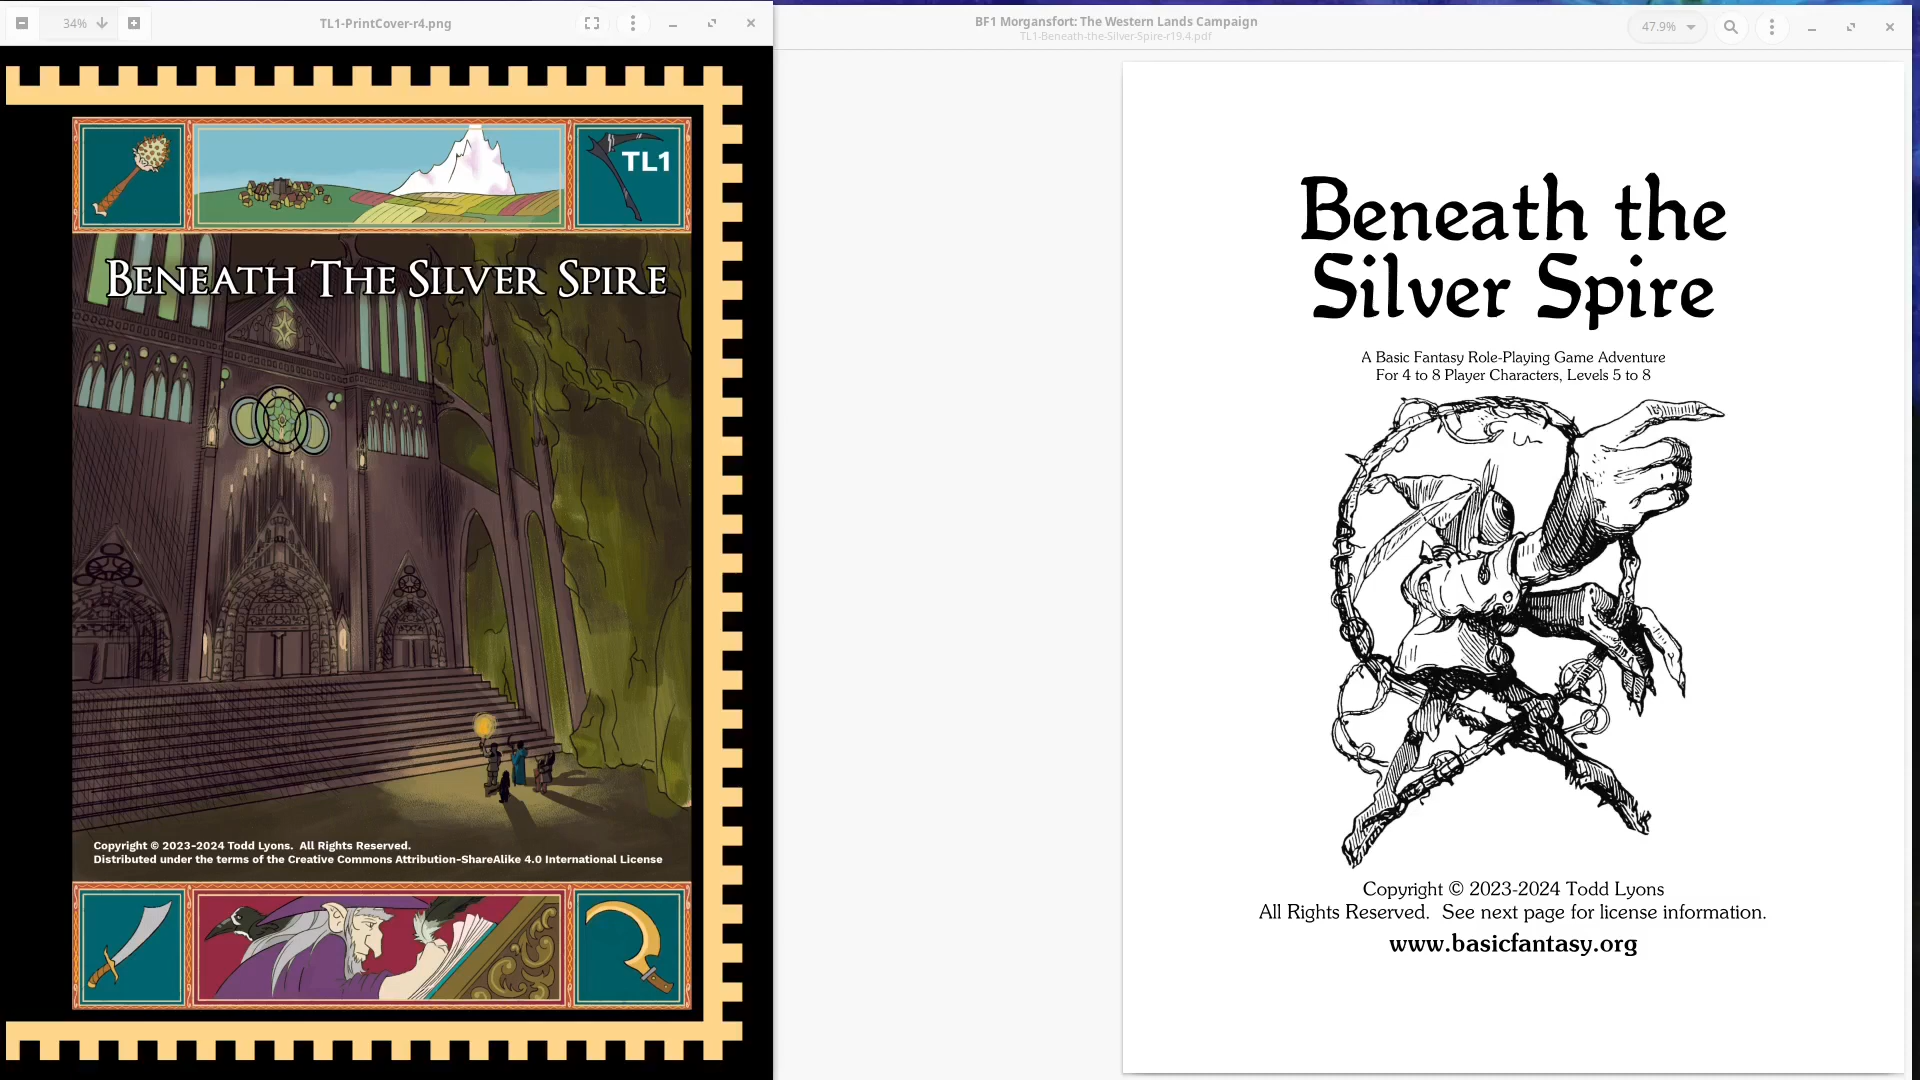 34%
TL1-PrintCover-r4.png
TL1
BENEATH THE SILVER SPIRE
Copyright © 2023-2024 Todd Lyons. All Rights Reserved.
Distributed under the terms of the Creative Commons Attribution-ShareAlike 4.0 International License
BF1 Morgansfort: The Western Lands Campaign
TL1-Beneath-the-Silver-Spire-r19.4.pdf
47.9%
Beneath the
Silver Spire
A Basic Fantasy Role-Playing Game Adventure
For 4 to 8 Player Characters, Levels 5 to 8
Copyright © 2023-2024 Todd Lyons
All Rights Reserved. See next page for license information.
www.basicfantasy.org